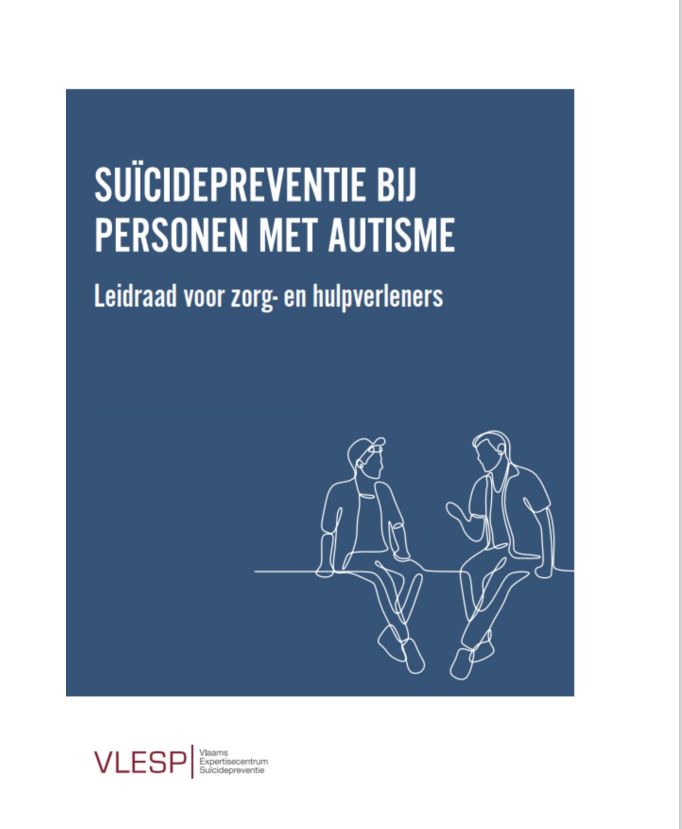 SUÏCIDEPREVENTIE BIJ
PERSONEN MET AUTISME
Leidraad voor zorg- en hulpverleners
VLESP
Vlaams
Expertisecentrum
Suïcidepreventie